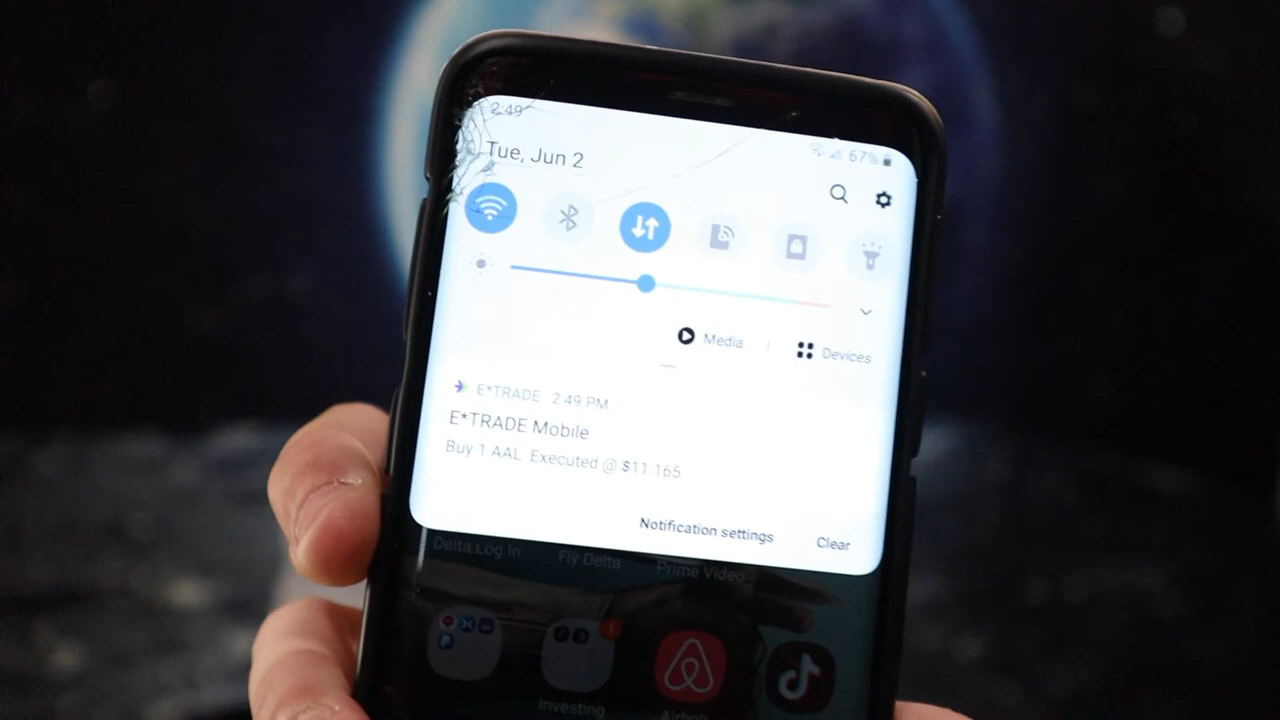 2:49
67%
Tue, Jun 2
Media
Devices
E*TRADE 2:49 PM
E*TRADE Mobile
Buy 1 AAL Executed @ $11.165
Notification settings
Clear
Delta Log In
Fly Delta
Prime Video
Investing
Airbnb